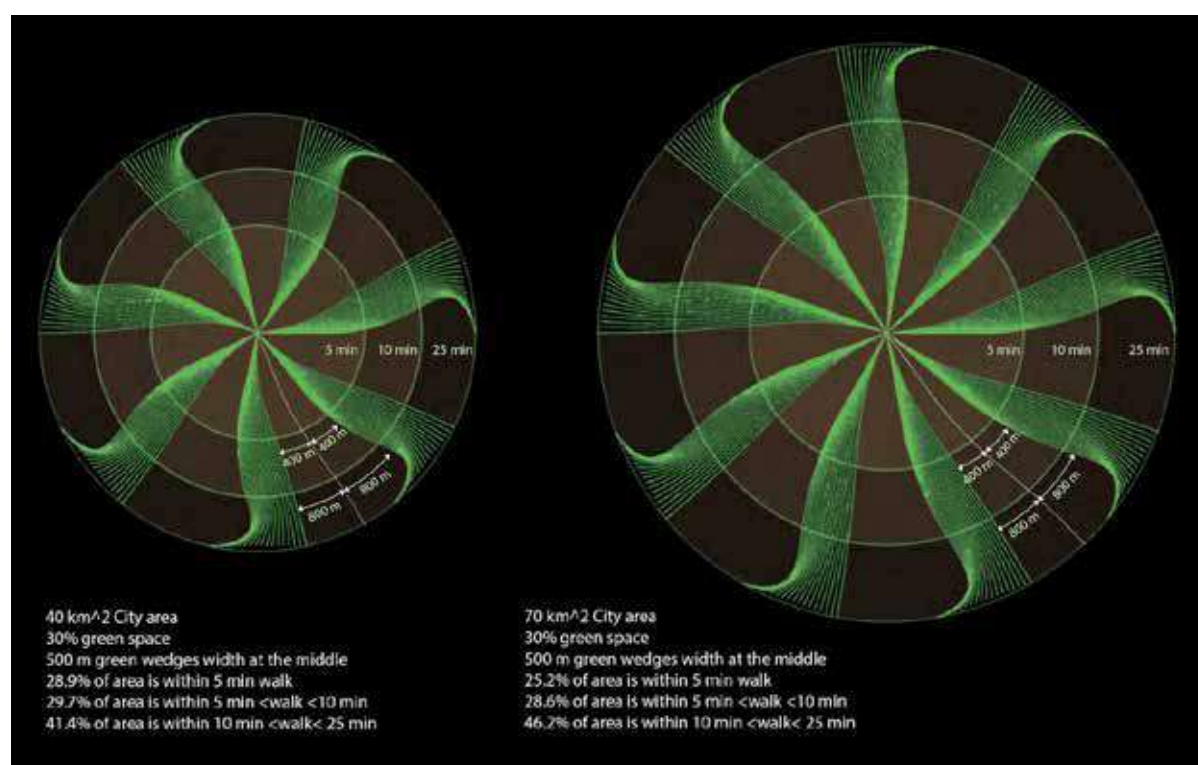 5 min 10 min 25 min
400 m 400 m
800 m 800 m
5 min 10 min 25 min
400 m 400 m
800 m 800 m
40 km^2 City area
30% green space
500 m green wedges width at the middle
28.9% of area is within 5 min walk
29.7% of area is within 5 min <walk <10 min
41.4% of area is within 10 min <walk< 25 min
70 km^2 City area
30% green space
500 m green wedges width at the middle
25.2% of area is within 5 min walk
28.6% of area is within 5 min <walk <10 min
46.2% of area is within 10 min <walk< 25 min